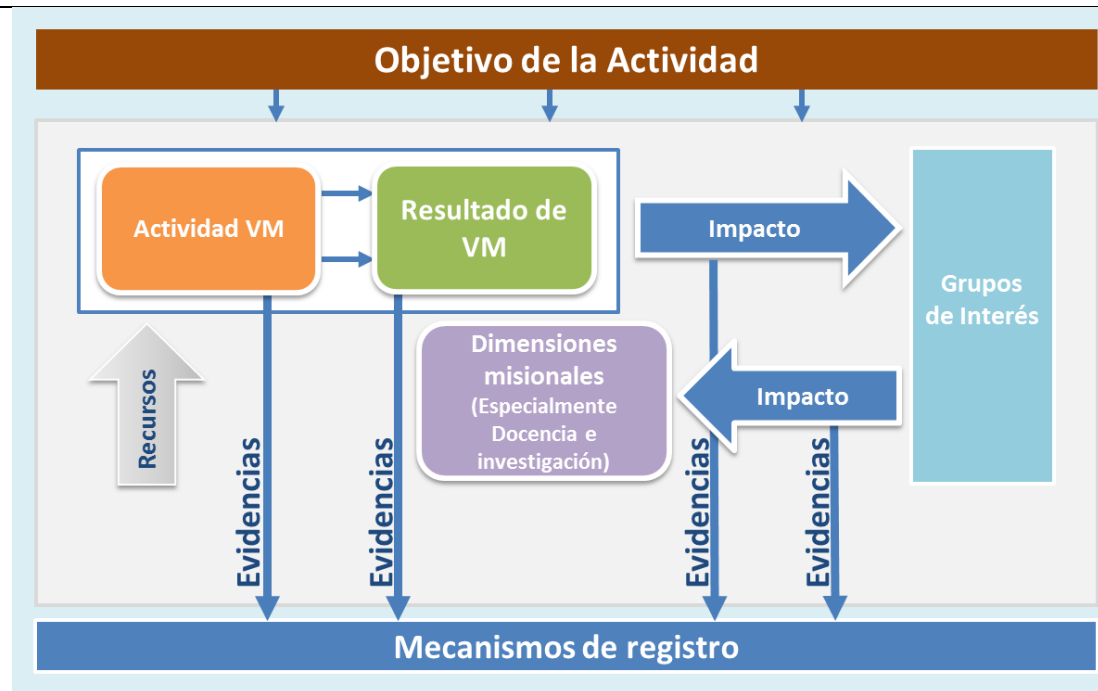 Objetivo de la Actividad
Actividad VM
Resultado de
VM
Impacto
Grupos
de Interés
Recursos
Dimensiones
misionales
(Especialmente
Docencia e
investigación)
Impacto
Evidencias
Evidencias
Evidencias
Evidencias
Mecanismos de registro